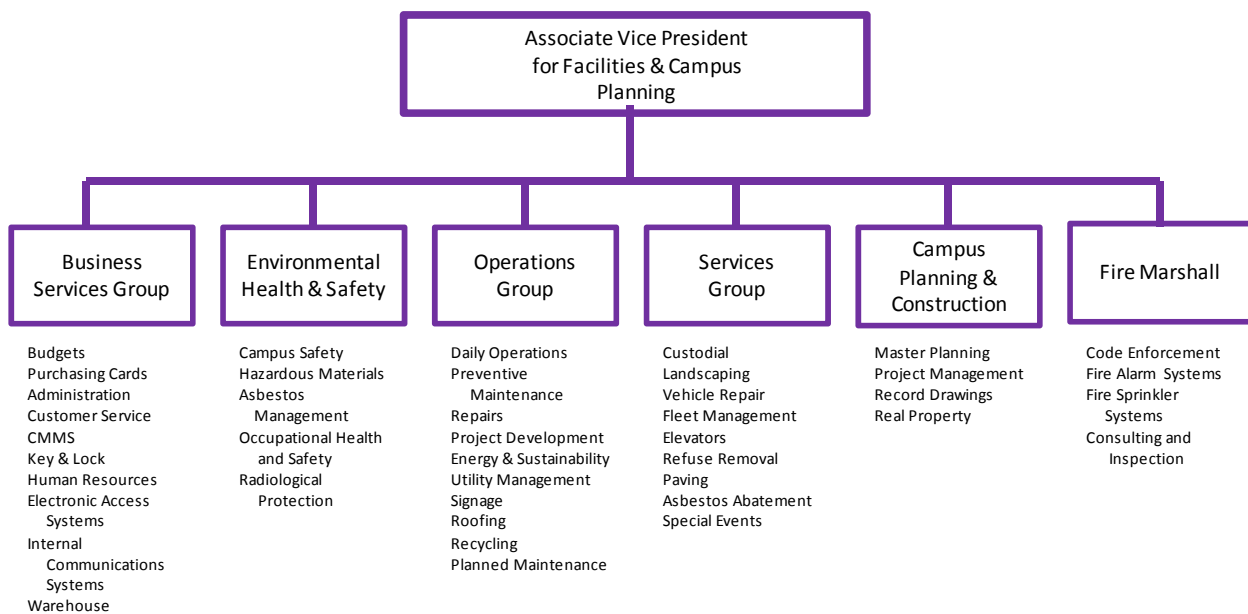 Associate Vice President
for Facilities & Campus
Planning
Business
Services Group
Environmental
Health & Safety
Operations
Group
Services
Group
Campus
Planning &
Construction
Fire Marshall
Budgets
Purchasing Cards
Administration
Customer Service
CMMS
Key & Lock
Human Resources
Electronic Access
Systems
Internal
Communications
Systems
Warehouse
Campus Safety
Hazardous Materials
Asbestos
Management
Occupational Health
and Safety
Radiological
Protection
Daily Operations
Preventive
Maintenance
Repairs
Project Development
Energy & Sustainability
Utility Management
Signage
Roofing
Recycling
Planned Maintenance
Custodial
Landscaping
Vehicle Repair
Fleet Management
Elevators
Refuse Removal
Paving
Asbestos Abatement
Special Events
Master Planning
Project Management
Record Drawings
Real Property
Code Enforcement
Fire Alarm Systems
Fire Sprinkler
Systems
Consulting and
Inspection